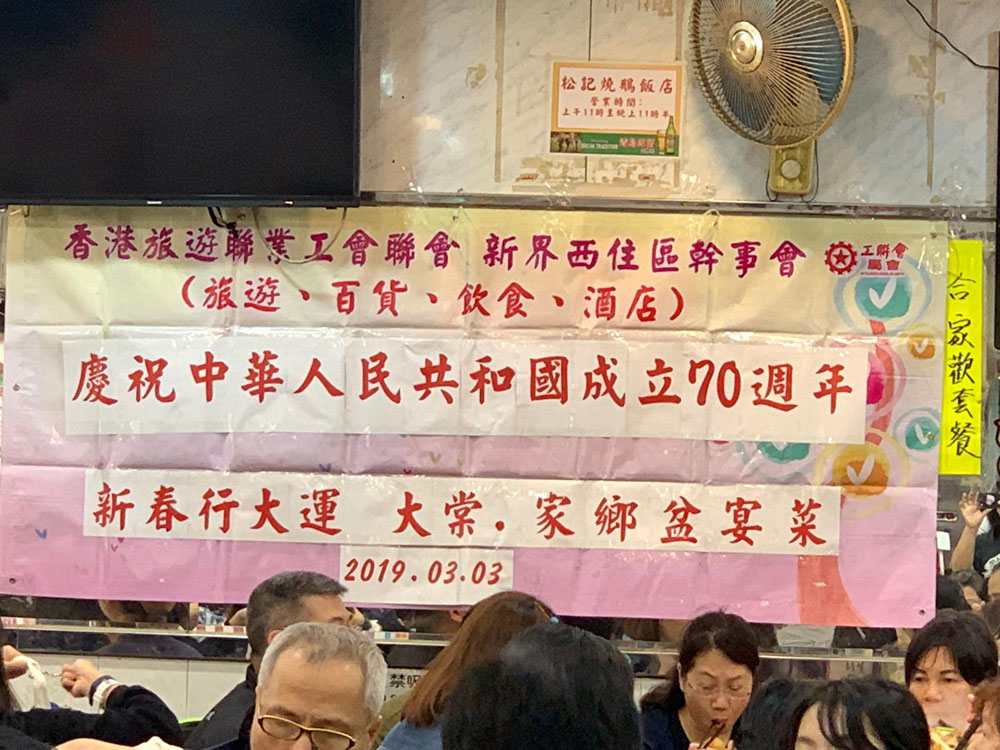 松記燒鵝飯店
營業時間：
上午11時至晚上11時半
香港旅遊聯業工會聯會 新界西住區幹事會
工聯會
屬會
（旅遊、百貨、飲食、酒店）
慶祝中華人民共和國成立70週年
新春行大運 大棠．家鄉盆宴菜
2019.03.03
合家歡套餐